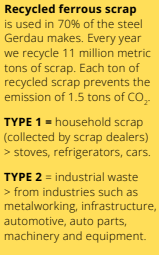 Recycled ferrous scrap
is used in 70% of the steel
Gerdau makes. Every year
we recycle 11 million metric
tons of scrap. Each ton of
recycled scrap prevents the
emission of 1.5 tons of CO₂.
TYPE 1 = household scrap
(collected by scrap dealers)
> stoves, refrigerators, cars.
TYPE 2 = industrial waste
> from industries such as
metalworking, infrastructure,
automotive, auto parts,
machinery and equipment.